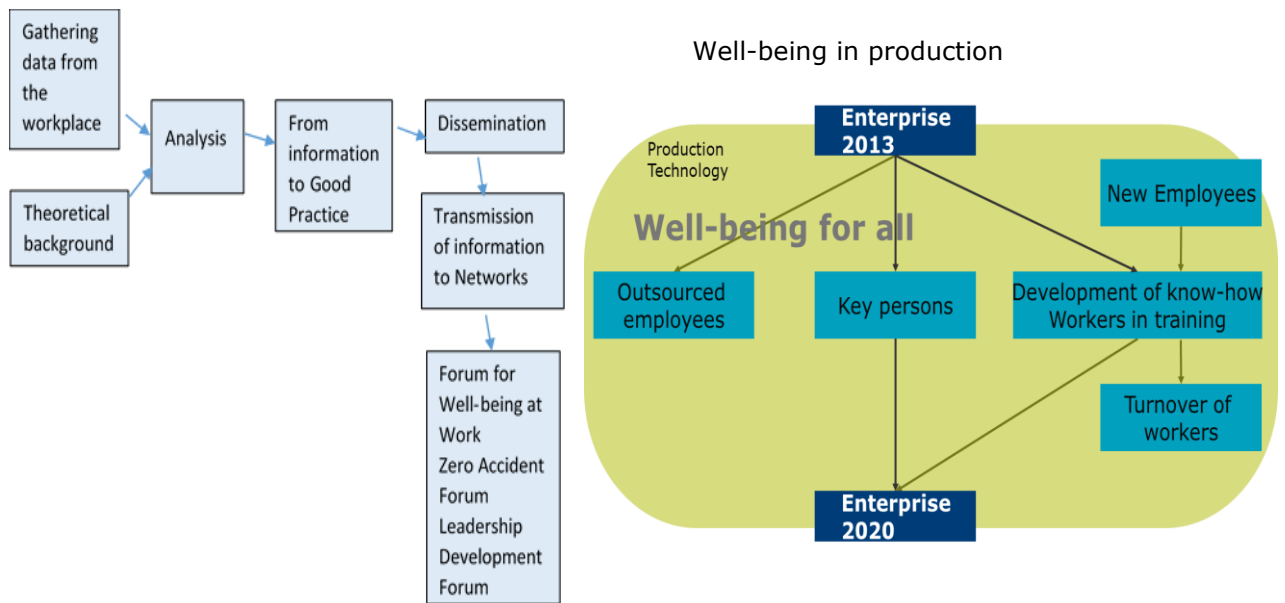 Gathering
data from
the
workplace
Theoretical
background
Analysis
From
information
to Good
Practice
Dissemination
Transmission
of information
to Networks
Forum for
Well-being at
Work
Zero Accident
Forum
Leadership
Development
Forum
Well-being in production
Enterprise
2013
Production
Technology
New Employees
Well-being for all
Outsourced
employees
Key persons
Development of know-how
Workers in training
Turnover of
workers
Enterprise
2020